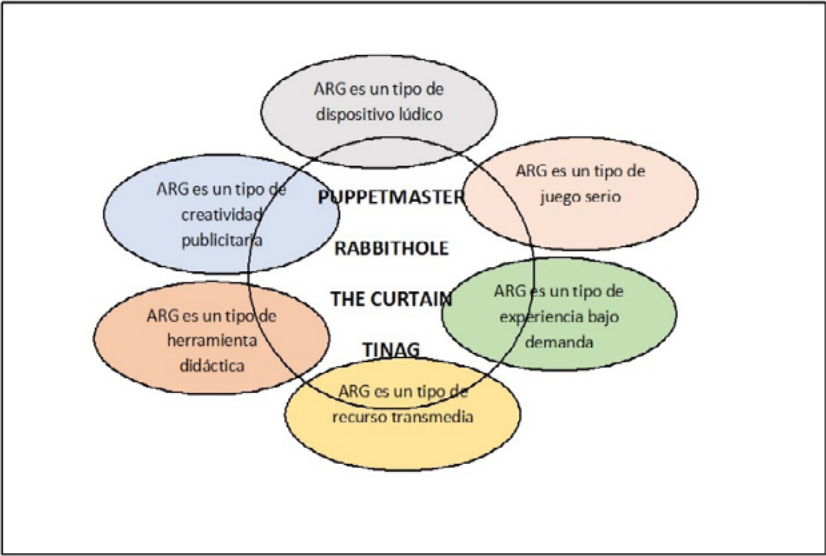 ARG es un tipo de
dispositivo lúdico
ARG es un tipo de
juego serio
ARG es un tipo de
creatividad
publicitaria
PUPPETMASTER
RABBITHOLE
THE CURTAIN
TINAG
ARG es un tipo de
experiencia bajo
demanda
ARG es un tipo de
herramienta
didáctica
ARG es un tipo de
recurso transmedia